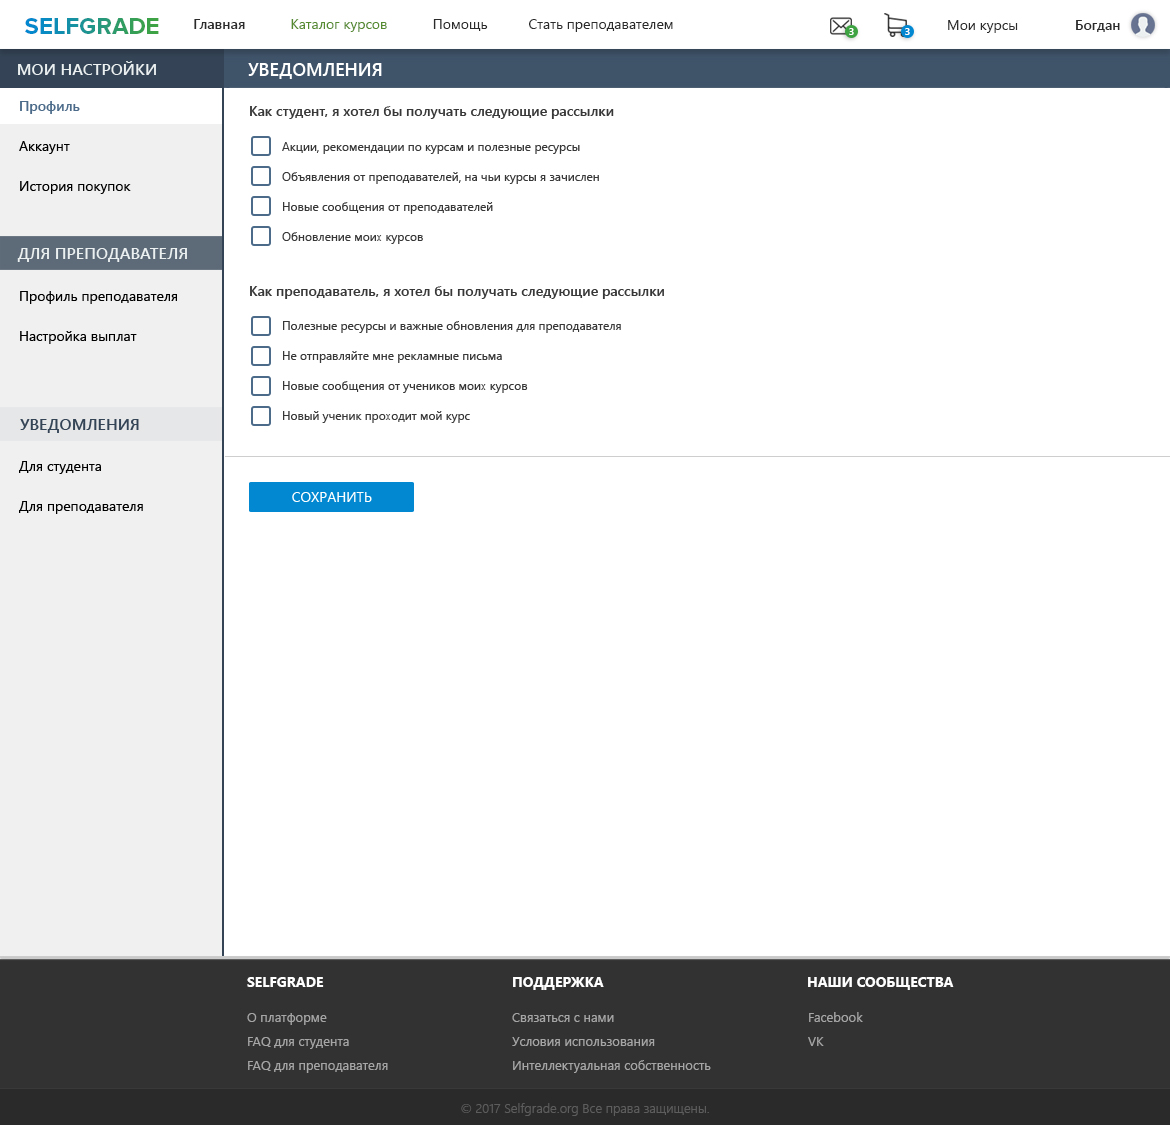 SELFGRADE
Главная
Каталог курсов
Помощь
Стать преподавателем
3
3
Мои курсы
Богдан
МОИ НАСТРОЙКИ
Профиль
Аккаунт
История покупок
ДЛЯ ПРЕПОДАВАТЕЛЯ
Профиль преподавателя
Настройка выплат
УВЕДОМЛЕНИЯ
Для студента
Для преподавателя
УВЕДОМЛЕНИЯ
Как студент, я хотел бы получать следующие рассылки
Акции, рекомендации по курсам и полезные ресурсы
Объявления от преподавателей, на чьи курсы я зачислен
Новые сообщения от преподавателей
Обновление моих курсов
Как преподаватель, я хотел бы получать следующие рассылки
Полезные ресурсы и важные обновления для преподавателя
Не отправляйте мне рекламные письма
Новые сообщения от учеников моих курсов
Новый ученик проходит мой курс
СОХРАНИТЬ
SELFGRADE
О платформе
FAQ для студента
FAQ для преподавателя
ПОДДЕРЖКА
Связаться с нами
Условия использования
Интеллектуальная собственность
НАШИ СООБЩЕСТВА
Facebook
VK
© 2017 Selfgrade.org Все права защищены.